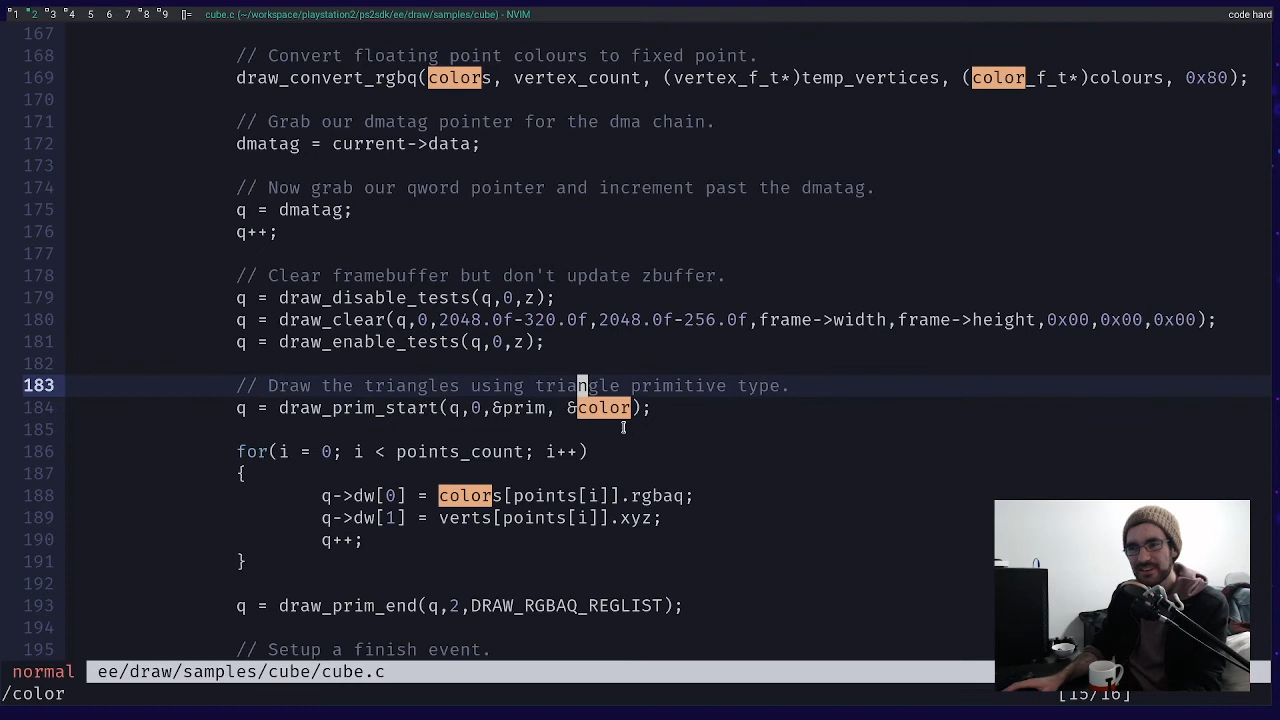 1 2 3 4 5 6 7 8 9 []= cube.c (~/workspace/playstation2/ps2sdk/ee/draw/samples/cube) - NVIM code hard
167
168 // Convert floating point colours to fixed point.
169 draw_convert_rgbq(colors, vertex_count, (vertex_f_t*)temp_vertices, (color_f_t*)colours, 0x80);
170
171 // Grab our dmatag pointer for the dma chain.
172 dmatag = current->data;
173
174 // Now grab our qword pointer and increment past the dmatag.
175 q = dmatag;
176 q++;
177
178 // Clear framebuffer but don't update zbuffer.
179 q = draw_disable_tests(q,0,z);
180 q = draw_clear(q,0,2048.0f-320.0f,2048.0f-256.0f,frame->width,frame->height,0x00,0x00,0x00);
181 q = draw_enable_tests(q,0,z);
182
183 // Draw the triangles using triangle primitive type.
184 q = draw_prim_start(q,0,&prim, &color);
185
186 for(i = 0; i < points_count; i++)
187 {
188 q->dw[0] = colors[points[i]].rgbaq;
189 q->dw[1] = verts[points[i]].xyz;
190 q++;
191 }
192
193 q = draw_prim_end(q,2,DRAW_RGBAQ_REGLIST);
194
195 // Setup a finish event.
normal ee/draw/samples/cube/cube.c
/color [15/16]